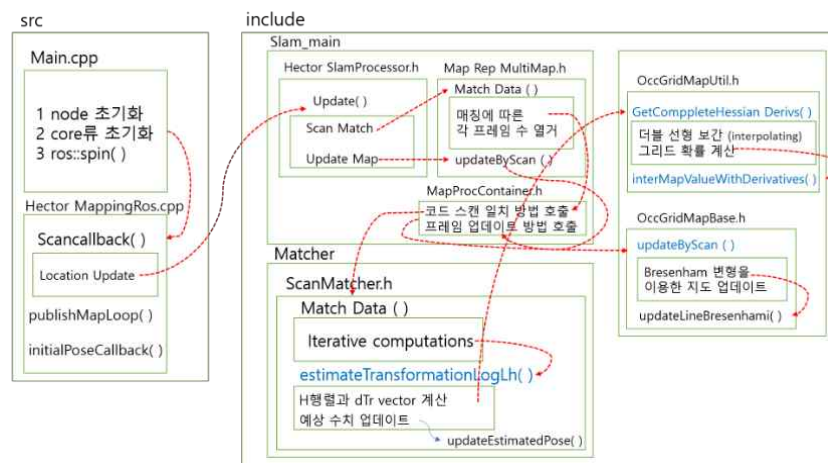 src
Main.cpp
1 node 초기화
2 core류 초기화
3 ros::spin( )
Hector MappingRos.cpp
Scancallback( )
Location Update
publishMapLoop( )
initialPoseCallback( )
include
Slam_main
Hector SlamProcessor.h
Update( )
Scan Match
Update Map
Map Rep MultiMap.h
Match Data ( )
매칭에 따른
각 프레임 수 열거
updateByScan ( )
MapProcContainer.h
코드 스캔 일치 방법 호출
프레임 업데이트 방법 호출
Matcher
ScanMatcher.h
Match Data ( )
Iterative computations
estimateTransformationLogLh( )
H행렬과 dTr vector 계산
예상 수치 업데이트
updateEstimatedPose( )
OccGridMapUtil.h
GetComppleteHessian Derivs( )
더블 선형 보간 (interpolating)
그리드 확률 계산
interMapValueWithDerivatives( )
OccGridMapBase.h
updateByScan ( )
Bresenham 변형을
이용한 지도 업데이트
updateLineBresenhami( )